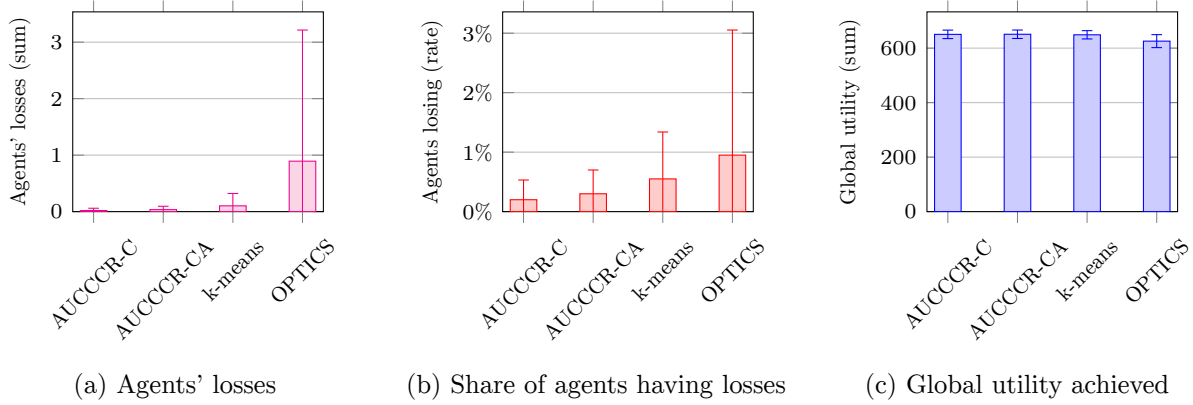 Agents' losses (sum)
3
2
1
0
AUCCCR-C
AUCCCR-CA
k-means
OPTICS
(a) Agents' losses
Agents losing (rate)
3%
2%
1%
0%
AUCCCR-C
AUCCCR-CA
k-means
OPTICS
(b) Share of agents having losses
Global utility (sum)
600
400
200
0
AUCCCR-C
AUCCCR-CA
k-means
OPTICS
(c) Global utility achieved